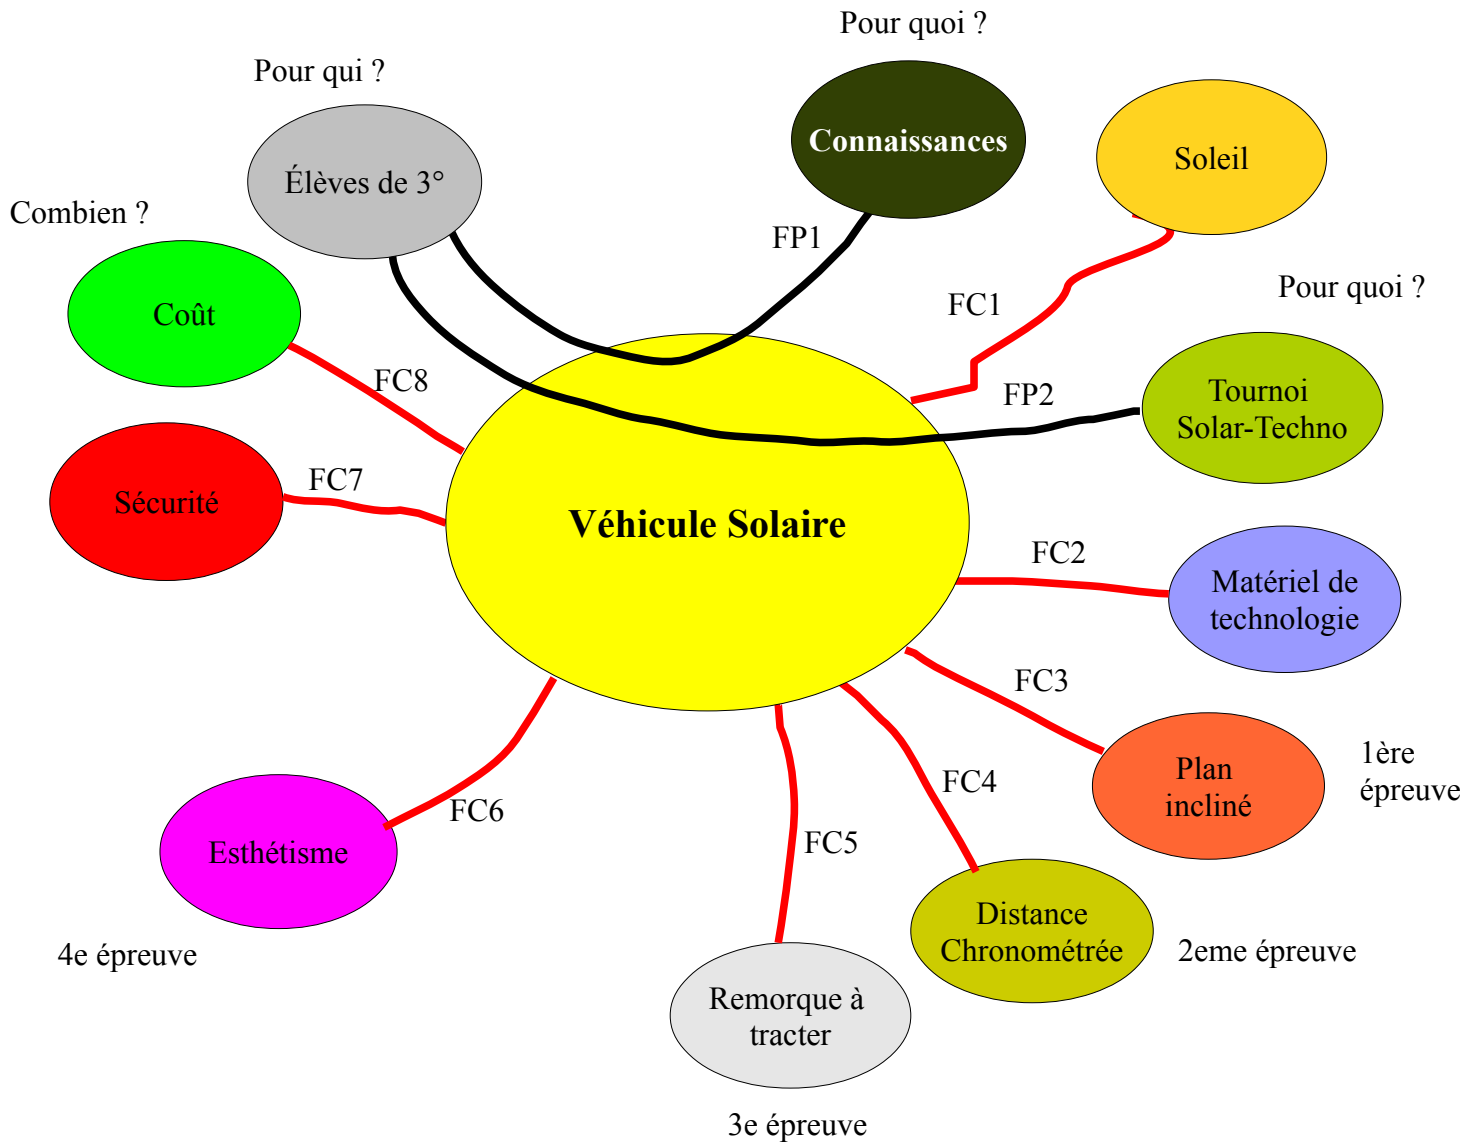 Pour quoi ?
Pour qui ?
Connaissances
Soleil
Élèves de 3°
Combien ?
FP1
Pour quoi ?
FC1
Coût
FC8
FP2
Tournoi
Solar-Techno
FC7
Sécurité
Véhicule Solaire
FC2
Matériel de
technologie
FC3
Plan
incliné
1ère
épreuve
FC4
FC6
FC5
Esthétisme
Distance
Chronométrée
2eme épreuve
4e épreuve
Remorque à
tracter
3e épreuve